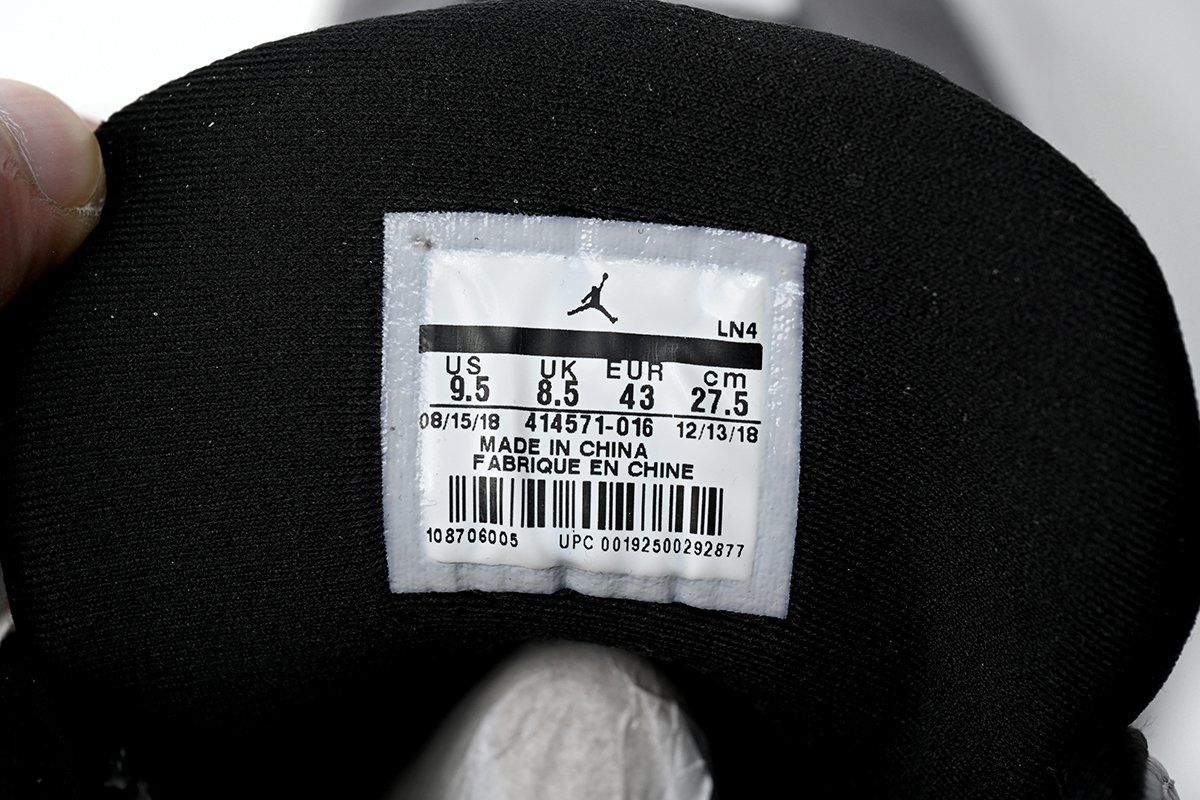 LN4
US UK EUR cm
9.5 8.5 43 27.5
08/15/18 414571-016 12/13/18
MADE IN CHINA
FABRIQUE EN CHINE
108706005 UPC 00192500292877